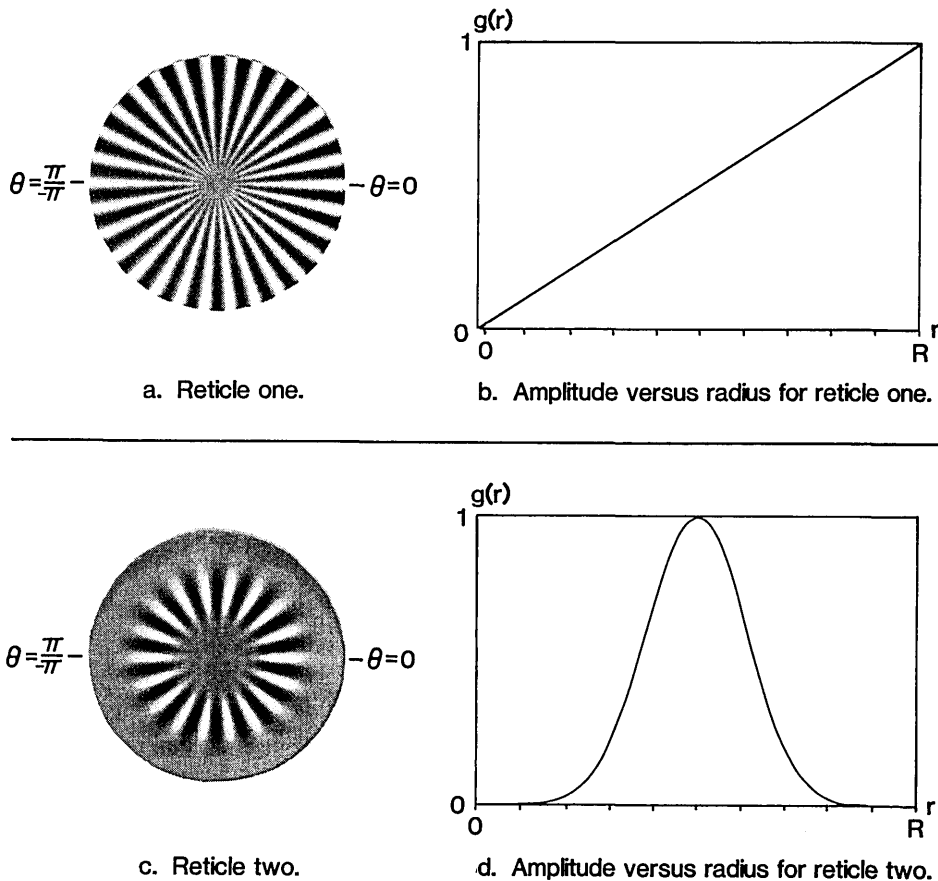 g(r)
1
θ=π/-π
θ=0
0
0
R
r
a. Reticle one.
b. Amplitude versus radius for reticle one.
g(r)
1
θ=π/-π
θ=0
0
0
R
r
c. Reticle two.
d. Amplitude versus radius for reticle two.